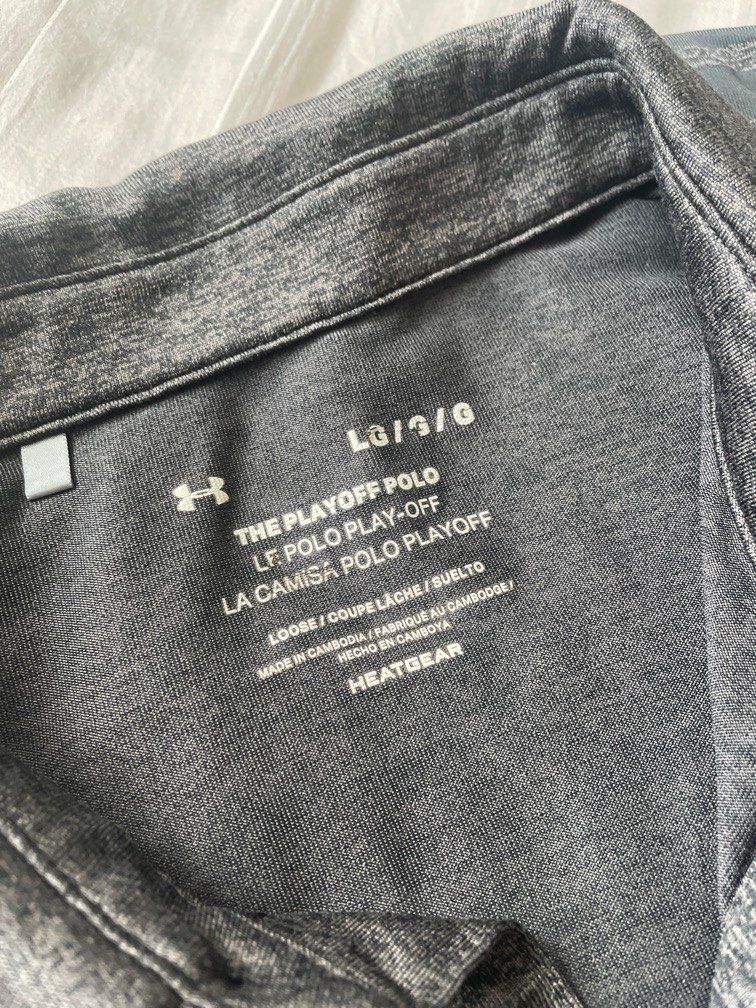 LG/G/G
THE PLAYOFF POLO
LE POLO PLAY-OFF
LA CAMISA POLO PLAYOFF
LOOSE / COUPE LÂCHE / SUELTO
MADE IN CAMBODIA / FABRIQUÉ AU CAMBODGE /
HECHO EN CAMBOYA
HEATGEAR